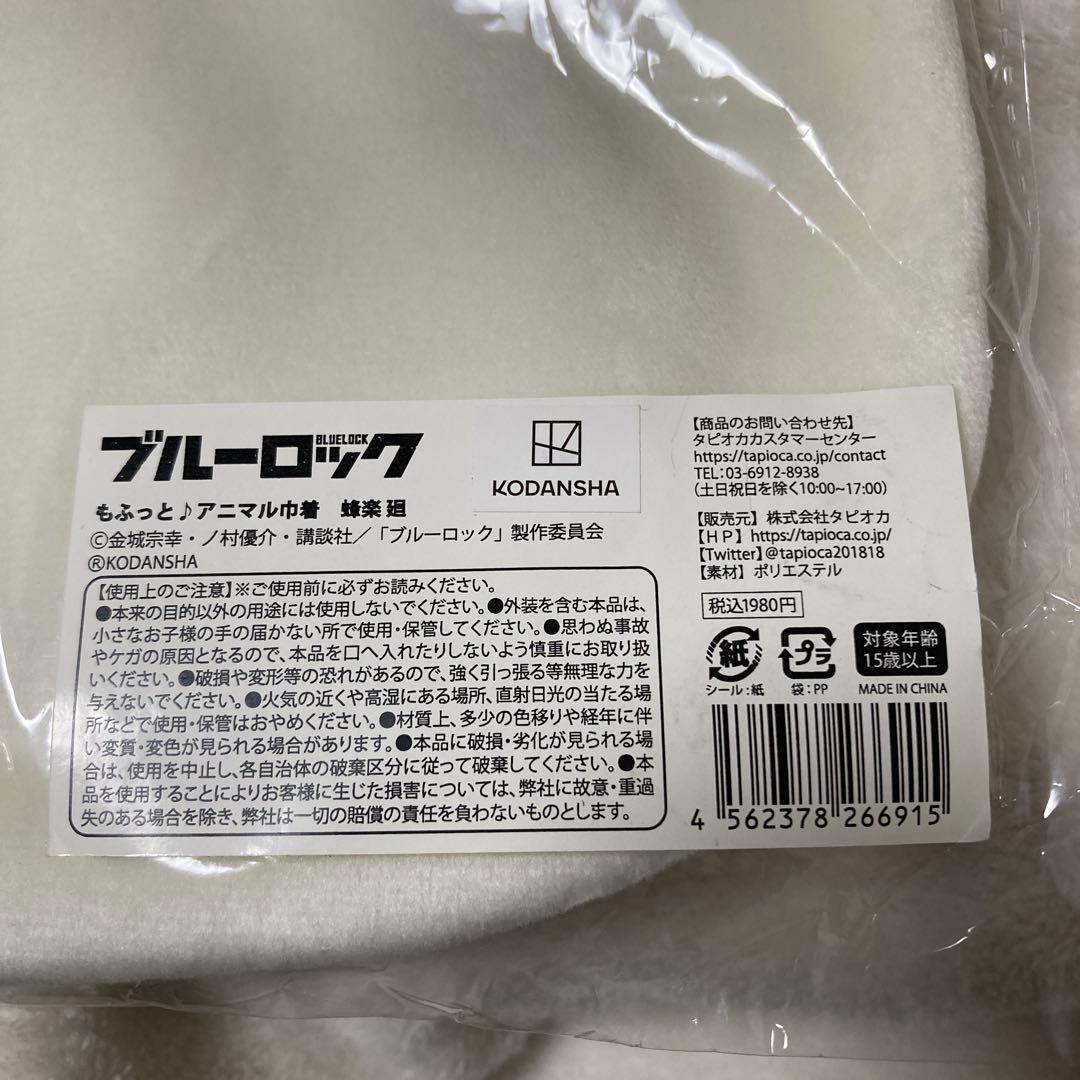 ブルーロック
BLUELOCK
もふっと♪アニマル巾着 蜂楽 廻
©金城宗幸・ノ村優介・講談社/「ブルーロック」製作委員会
®KODANSHA
KODANSHA
【使用上のご注意】※ご使用前に必ずお読みください。
●本来の目的以外の用途には使用しないでください。●外装を含む本品は、
小さなお子様の手の届かない所で使用・保管してください。●思わぬ事故
やケガの原因となるので、本品を口へ入れたりしないよう慎重にお取り扱
いください。●破損や変形等の恐れがあるので、強く引っ張る等無理な力を
与えないでください。●火気の近くや高湿にある場所、直射日光の当たる場
所などで使用・保管はおやめください。●材質上、多少の色移りや経年に伴
い変質・変色が見られる場合があります。●本品に破損・劣化が見られる場
合は、使用を中止し、各自治体の破棄区分に従って破棄してください。●本
品を使用することによりお客様に生じた損害については、弊社に故意・重過
失のある場合を除き、弊社は一切の賠償の責任を負わないものとします。
【商品のお問い合わせ先】
タピオカカスタマーセンター
https://tapioca.co.jp/contact
TEL:03-6912-8938
(土日祝日を除く10:00~17:00)
【販売元】株式会社タピオカ
【HP】https://tapioca.co.jp/
【Twitter】@tapioca201818
【素材】ポリエステル
税込1980円
紙
プラ
対象年齢
15歳以上
シール:紙 袋:PP MADE IN CHINA
4 562378 266915